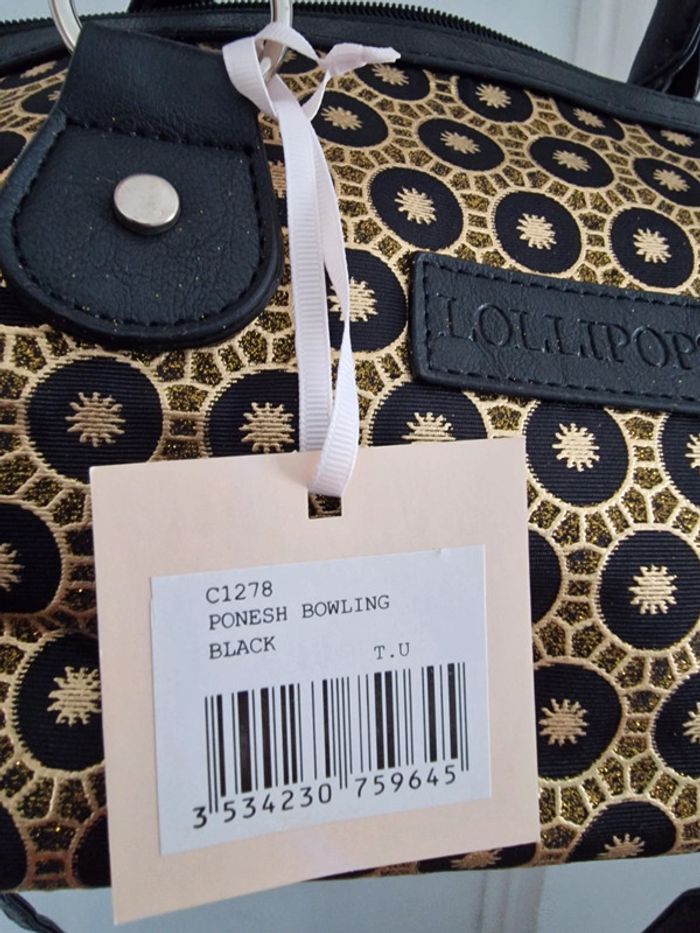 LOLLIPOPS
C1278
PONESH BOWLING
BLACK T.U
3 534230 759645